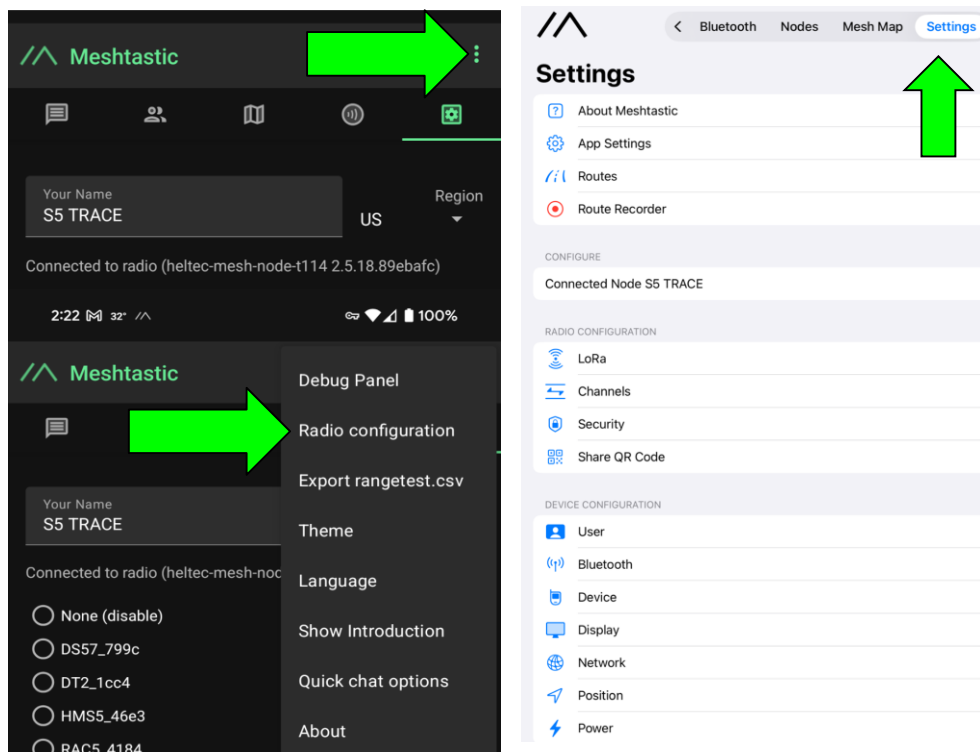 Meshtastic
Your Name
S5 TRACE
US
Region
Connected to radio (heltec-mesh-node-t114 2.5.18.89ebafc)
2:22
32°
100%
Meshtastic
Your Name
S5 TRACE
Connected to radio (heltec-mesh-noc
None (disable)
DS57_799c
DT2_1cc4
HMS5_46e3
RAC5_4184
Debug Panel
Radio configuration
Export rangetest.csv
Theme
Language
Show Introduction
Quick chat options
About
Bluetooth Nodes Mesh Map Settings
Settings
About Meshtastic
App Settings
Routes
Route Recorder
CONFIGURE
Connected Node S5 TRACE
RADIO CONFIGURATION
LoRa
Channels
Security
Share QR Code
DEVICE CONFIGURATION
User
Bluetooth
Device
Display
Network
Position
Power